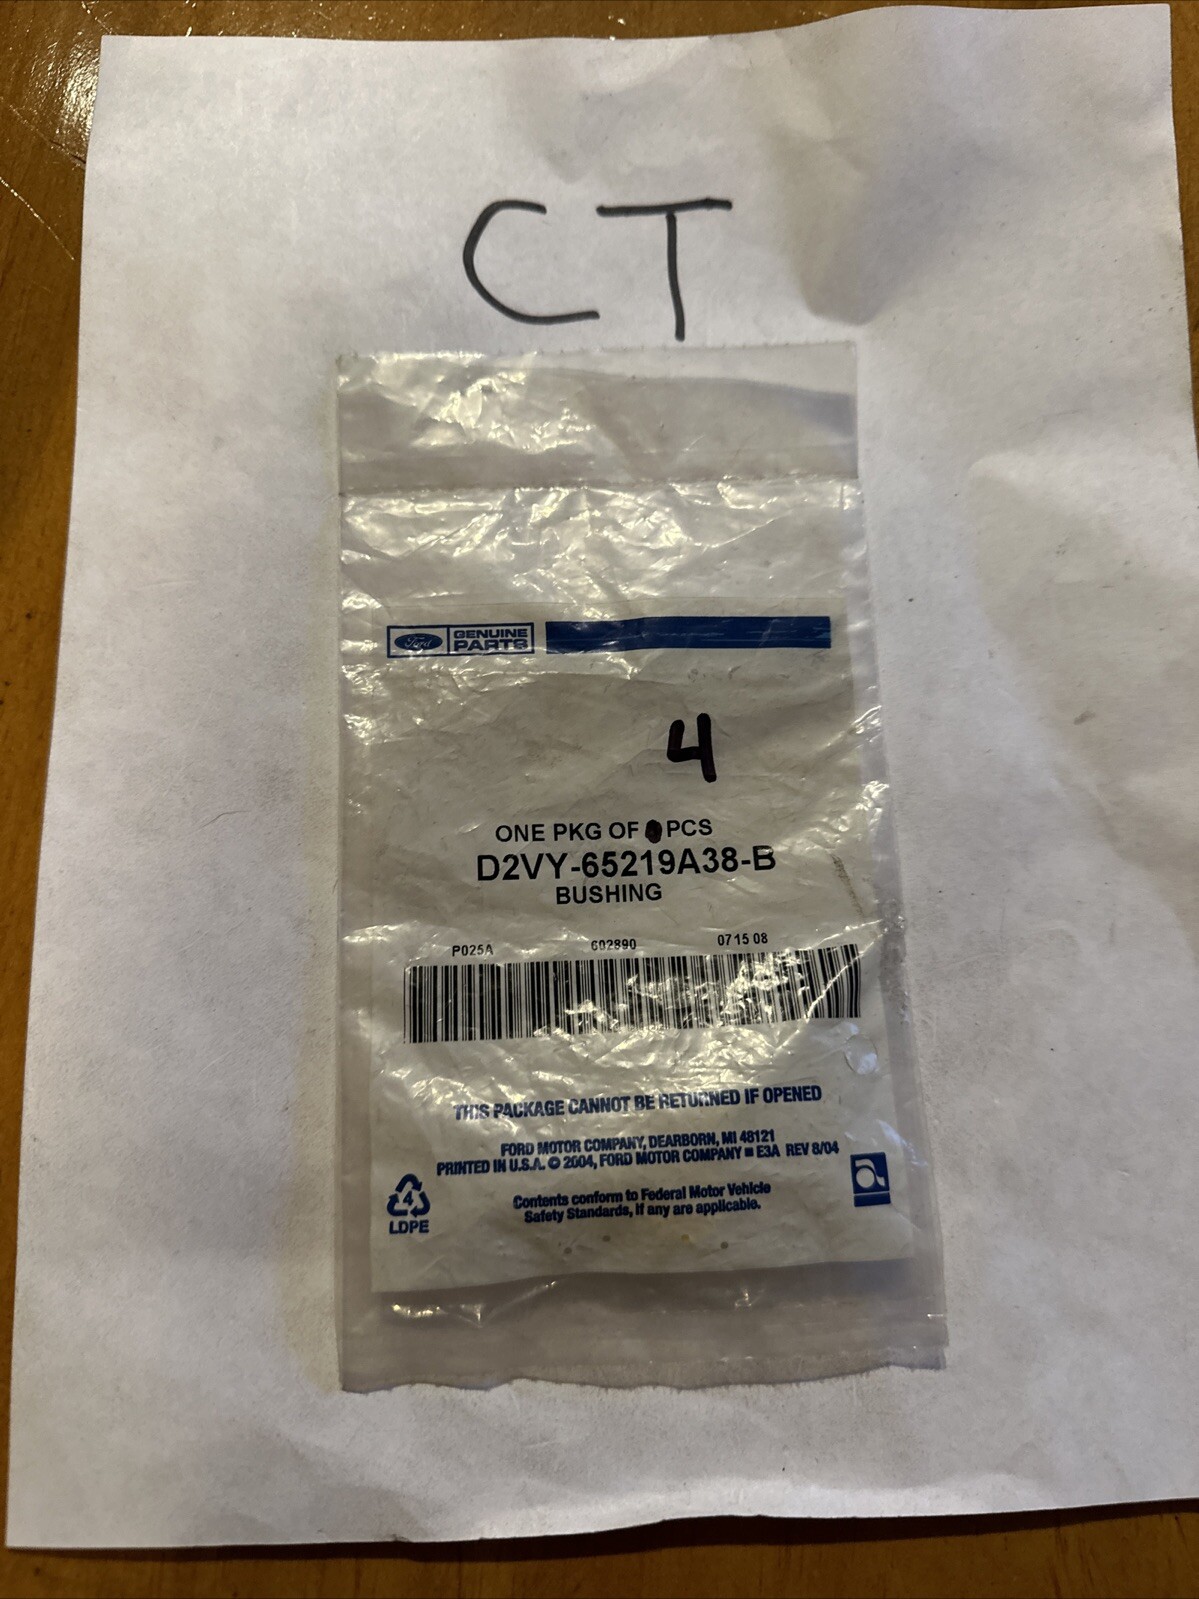 CT
Ford GENUINE PARTS
4
ONE PKG OF PCS
D2VY-65219A38-B
BUSHING
P025A 602890 07 15 08
THIS PACKAGE CANNOT BE RETURNED IF OPENED
FORD MOTOR COMPANY, DEARBORN, MI 48121
PRINTED IN U.S.A. © 2004, FORD MOTOR COMPANY ■ E3A REV 8/04
Contents conform to Federal Motor Vehicle
Safety Standards, if any are applicable.
4
LDPE